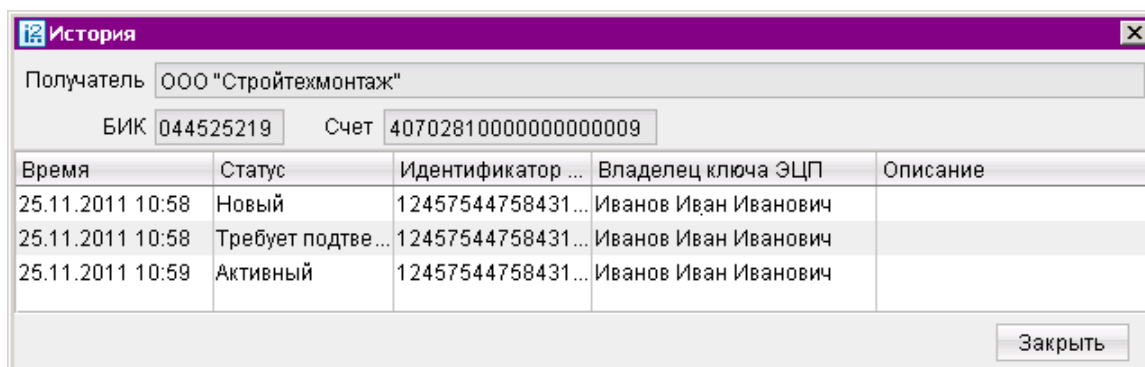 История
Получатель ООО "Стройтехмонтаж"
БИК 044525219 Счет 40702810000000000009
Время Статус Идентификатор ... Владелец ключа ЭЦП Описание
25.11.2011 10:58 Новый 12457544758431... Иванов Иван Иванович
25.11.2011 10:58 Требует подтве... 12457544758431... Иванов Иван Иванович
25.11.2011 10:59 Активный 12457544758431... Иванов Иван Иванович
Закрыть